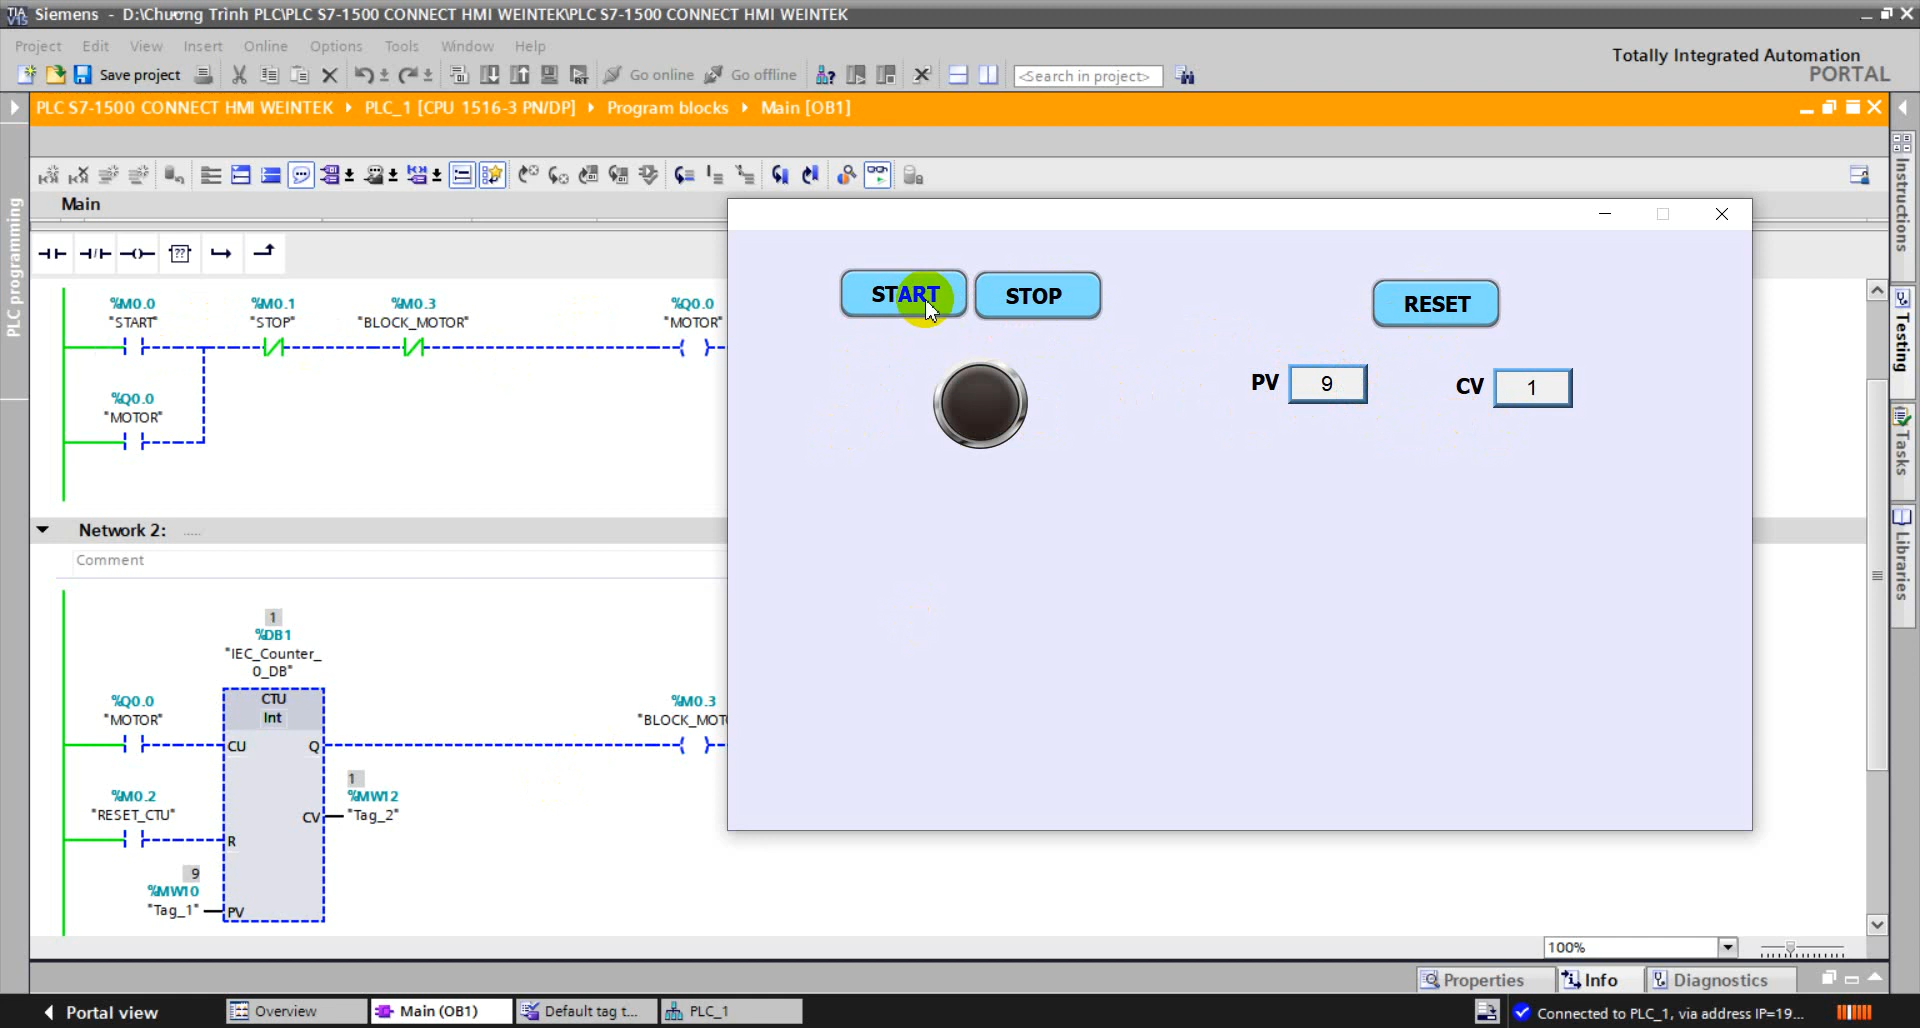 Siemens - D:\Chương Trình PLC\PLC S7-1500 CONNECT HMI WEINTEK\PLC S7-1500 CONNECT HMI WEINTEK
Project Edit View Insert Online Options Tools Window Help
Totally Integrated Automation
PORTAL
Save project Go online Go offline <Search in project>
PLC S7-1500 CONNECT HMI WEINTEK PLC_1 [CPU 1516-3 PN/DP] Program blocks Main [OB1]
PLC programming
Instructions
Testing
Tasks
Libraries
Main
START STOP RESET
PV 9 CV 1
%M0.0 %M0.1 %M0.3 %Q0.0
"START" "STOP" "BLOCK_MOTOR" "MOTOR"
%Q0.0
"MOTOR"
Network 2: .....
Comment
1
%DB1
"IEC_Counter_
0_DB"
%Q0.0 CTU %M0.3
"MOTOR" Int "BLOCK_MOT
CU Q
1
%M0.2 %MW12
"RESET_CTU" CV "Tag_2"
R
9
%MW10
"Tag_1" PV
100%
Properties Info Diagnostics
Portal view Overview Main (OB1) Default tag t... PLC_1 Connected to PLC_1, via address IP=19...